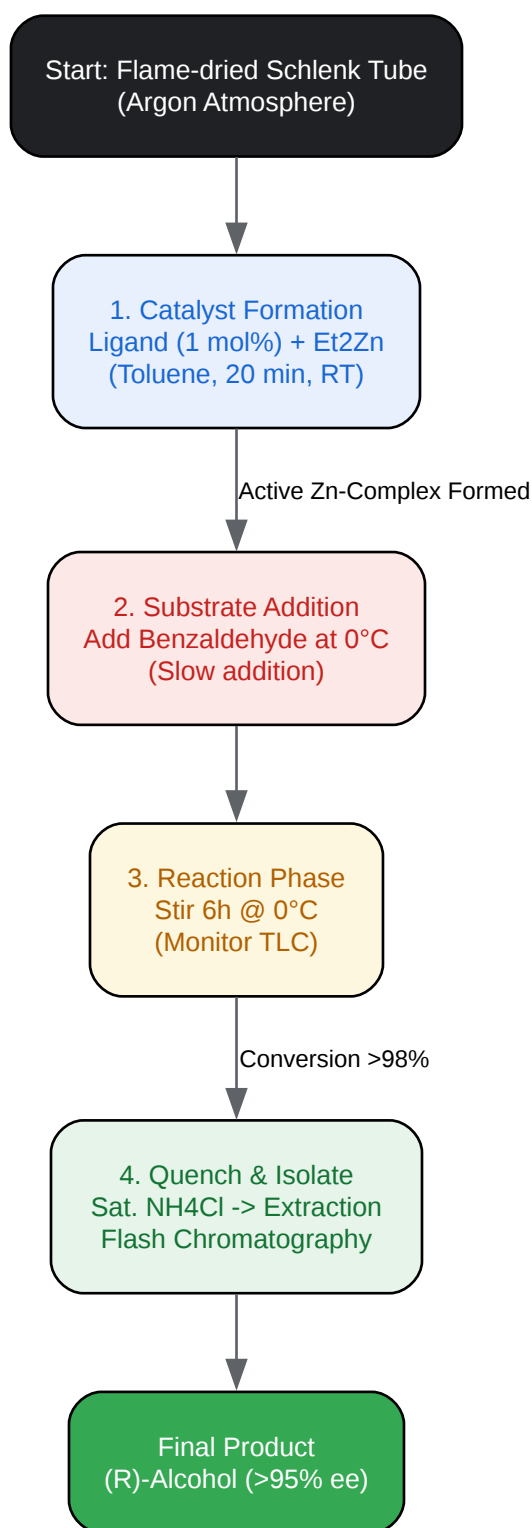 Start: Flame-dried Schlenk Tube
(Argon Atmosphere)
1. Catalyst Formation
Ligand (1 mol%) + Et2Zn
(Toluene, 20 min, RT)
Active Zn-Complex Formed
2. Substrate Addition
Add Benzaldehyde at 0°C
(Slow addition)
3. Reaction Phase
Stir 6h @ 0°C
(Monitor TLC)
Conversion >98%
4. Quench & Isolate
Sat. NH4Cl -> Extraction
Flash Chromatography
Final Product
(R)-Alcohol (>95% ee)